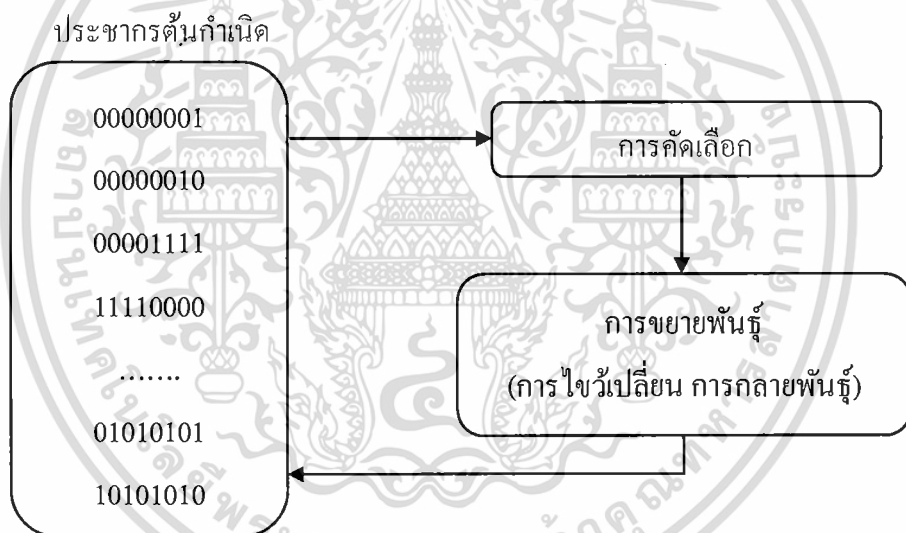 ประชากรต้นกำเนิด
00000001
00000010
00001111
11110000
.......
01010101
10101010
การคัดเลือก
การขยายพันธุ์
(การไขว้เปลี่ยน การกลายพันธุ์)